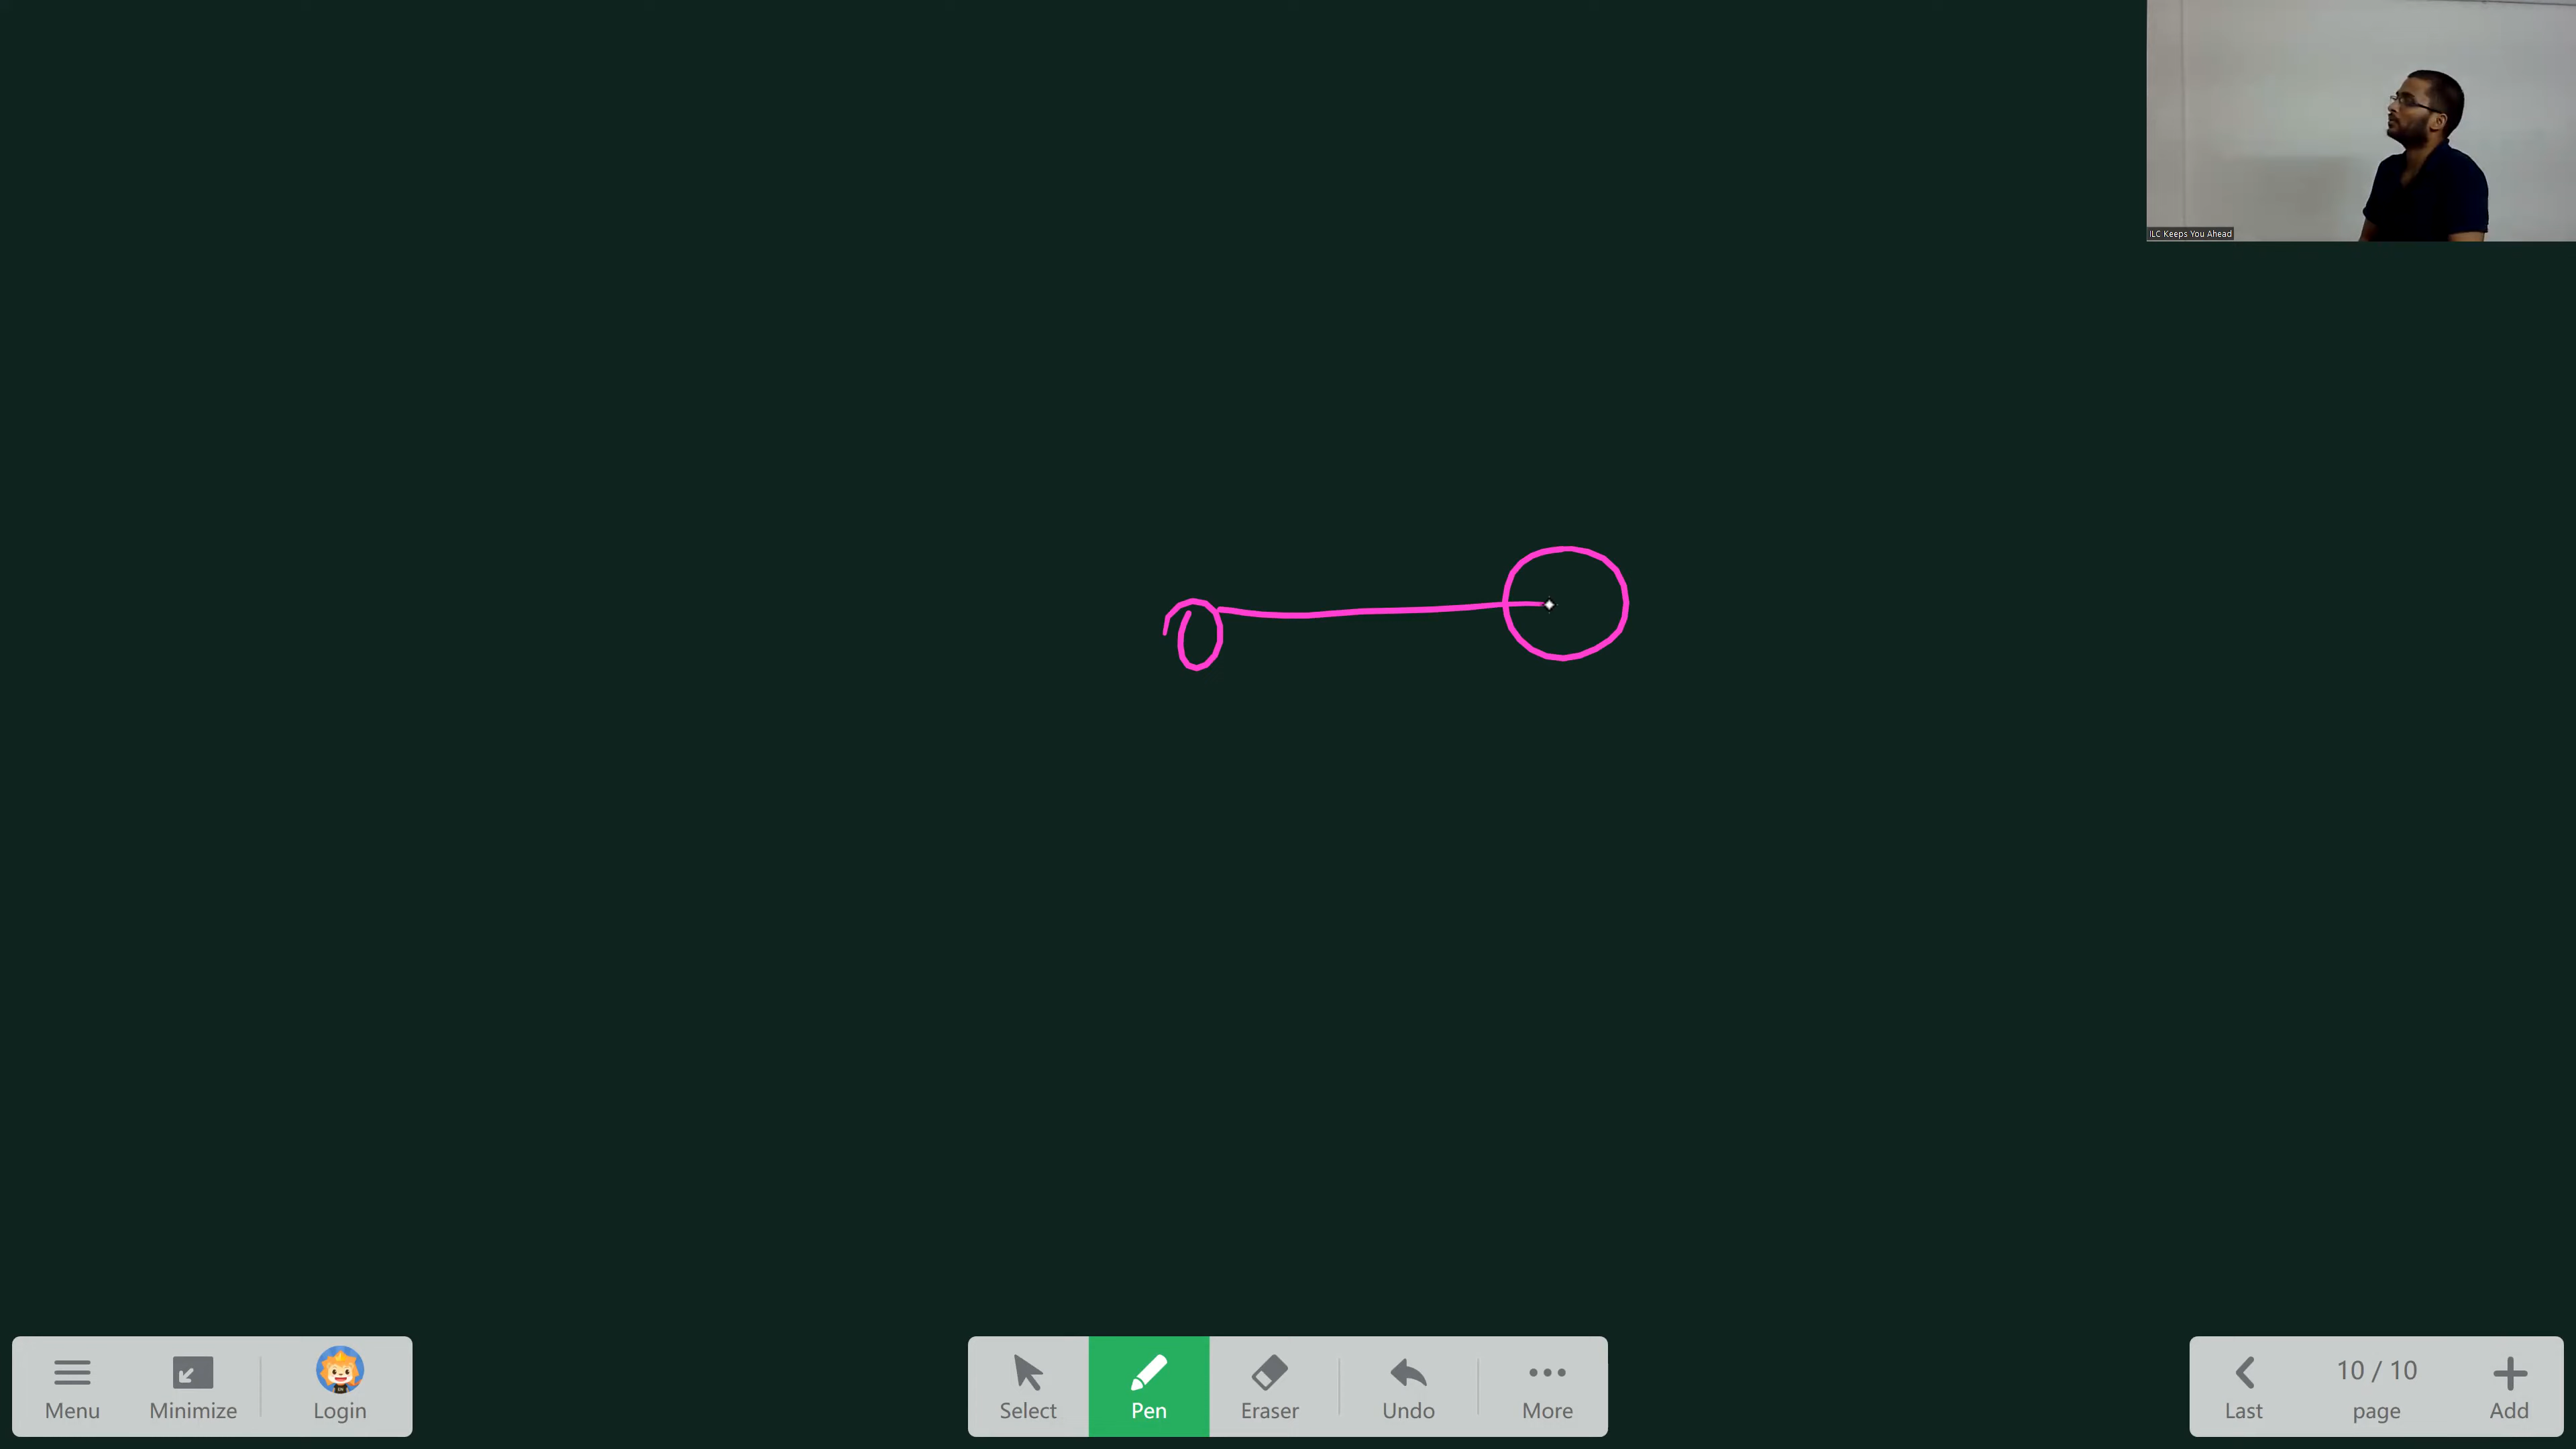 ILC Keeps You Ahead
Menu
Minimize
Login
Select
Pen
Eraser
Undo
More
Last
10 / 10
page
Add